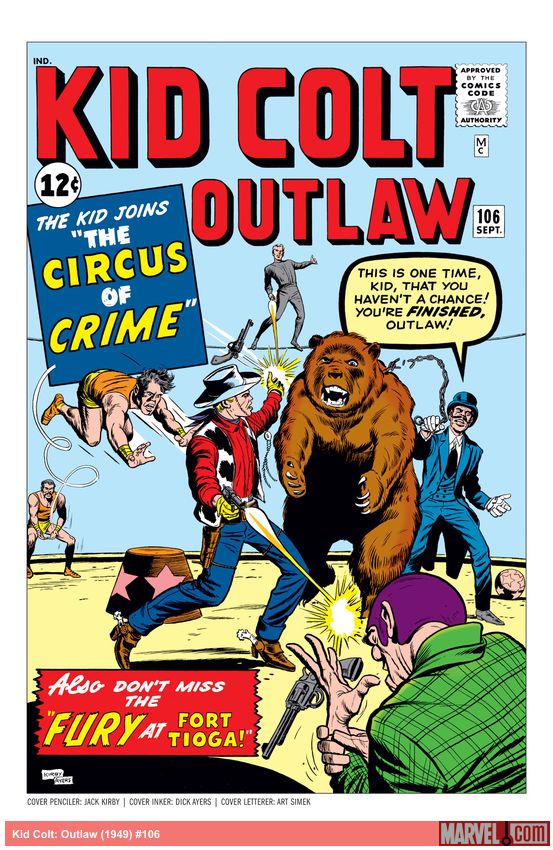 IND.
KID COLT
OUTLAW
APPROVED
BY THE
COMICS
CODE
CA
AUTHORITY
M
C
12¢
106
SEPT.
THE KID JOINS
"THE
CIRCUS
OF
CRIME"
THIS IS ONE TIME,
KID, THAT YOU
HAVEN'T A CHANCE!
YOU'RE FINISHED,
OUTLAW!
ALSO DON'T MISS
THE
"FURY AT FORT
TIOGA!"
KIRBY
AYERS
COVER PENCILER: JACK KIRBY | COVER INKER: DICK AYERS | COVER LETTERER: ART SIMEK
Kid Colt: Outlaw (1949) #106
MARVEL.com